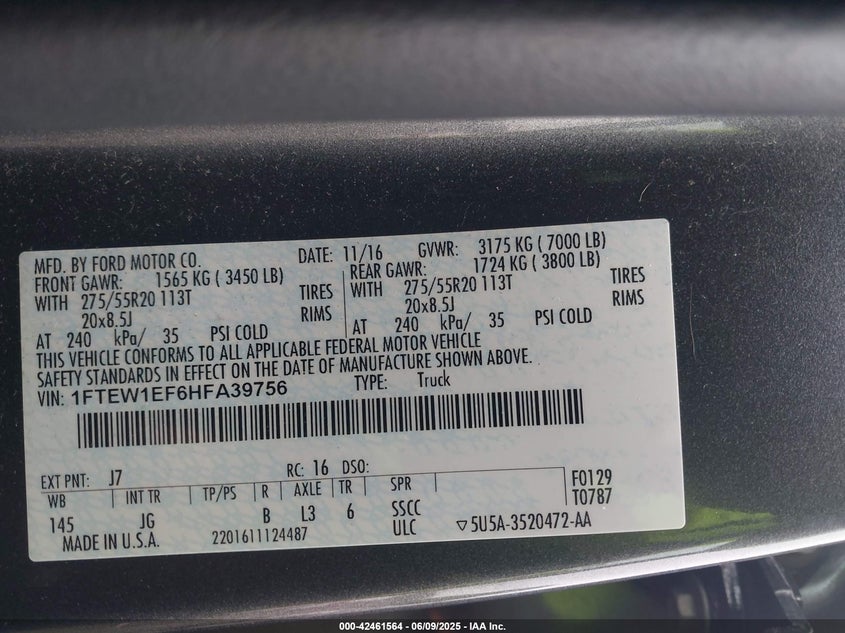 MFD. BY FORD MOTOR CO. DATE: 11/16 GVWR: 3175 KG ( 7000 LB)
FRONT GAWR: 1565 KG ( 3450 LB) REAR GAWR: 1724 KG ( 3800 LB)
WITH 275/55R20 113T TIRES WITH 275/55R20 113T TIRES
20x8.5J RIMS 20x8.5J RIMS
AT 240 kPa/ 35 PSI COLD AT 240 kPa/ 35 PSI COLD
THIS VEHICLE CONFORMS TO ALL APPLICABLE FEDERAL MOTOR VEHICLE
SAFETY STANDARDS IN EFFECT ON THE DATE OF MANUFACTURE SHOWN ABOVE.
VIN: 1FTEW1EF6HFA39756 TYPE: Truck
EXT PNT: J7 RC: 16 DSO: F0129
WB INT TR TP/PS R AXLE TR SPR T0787
145 JG B L3 6 SSCC
ULC ▽5U5A-3520472-AA
MADE IN U.S.A. 2201611124487
000-42461564 - 06/09/2025 - IAA Inc.